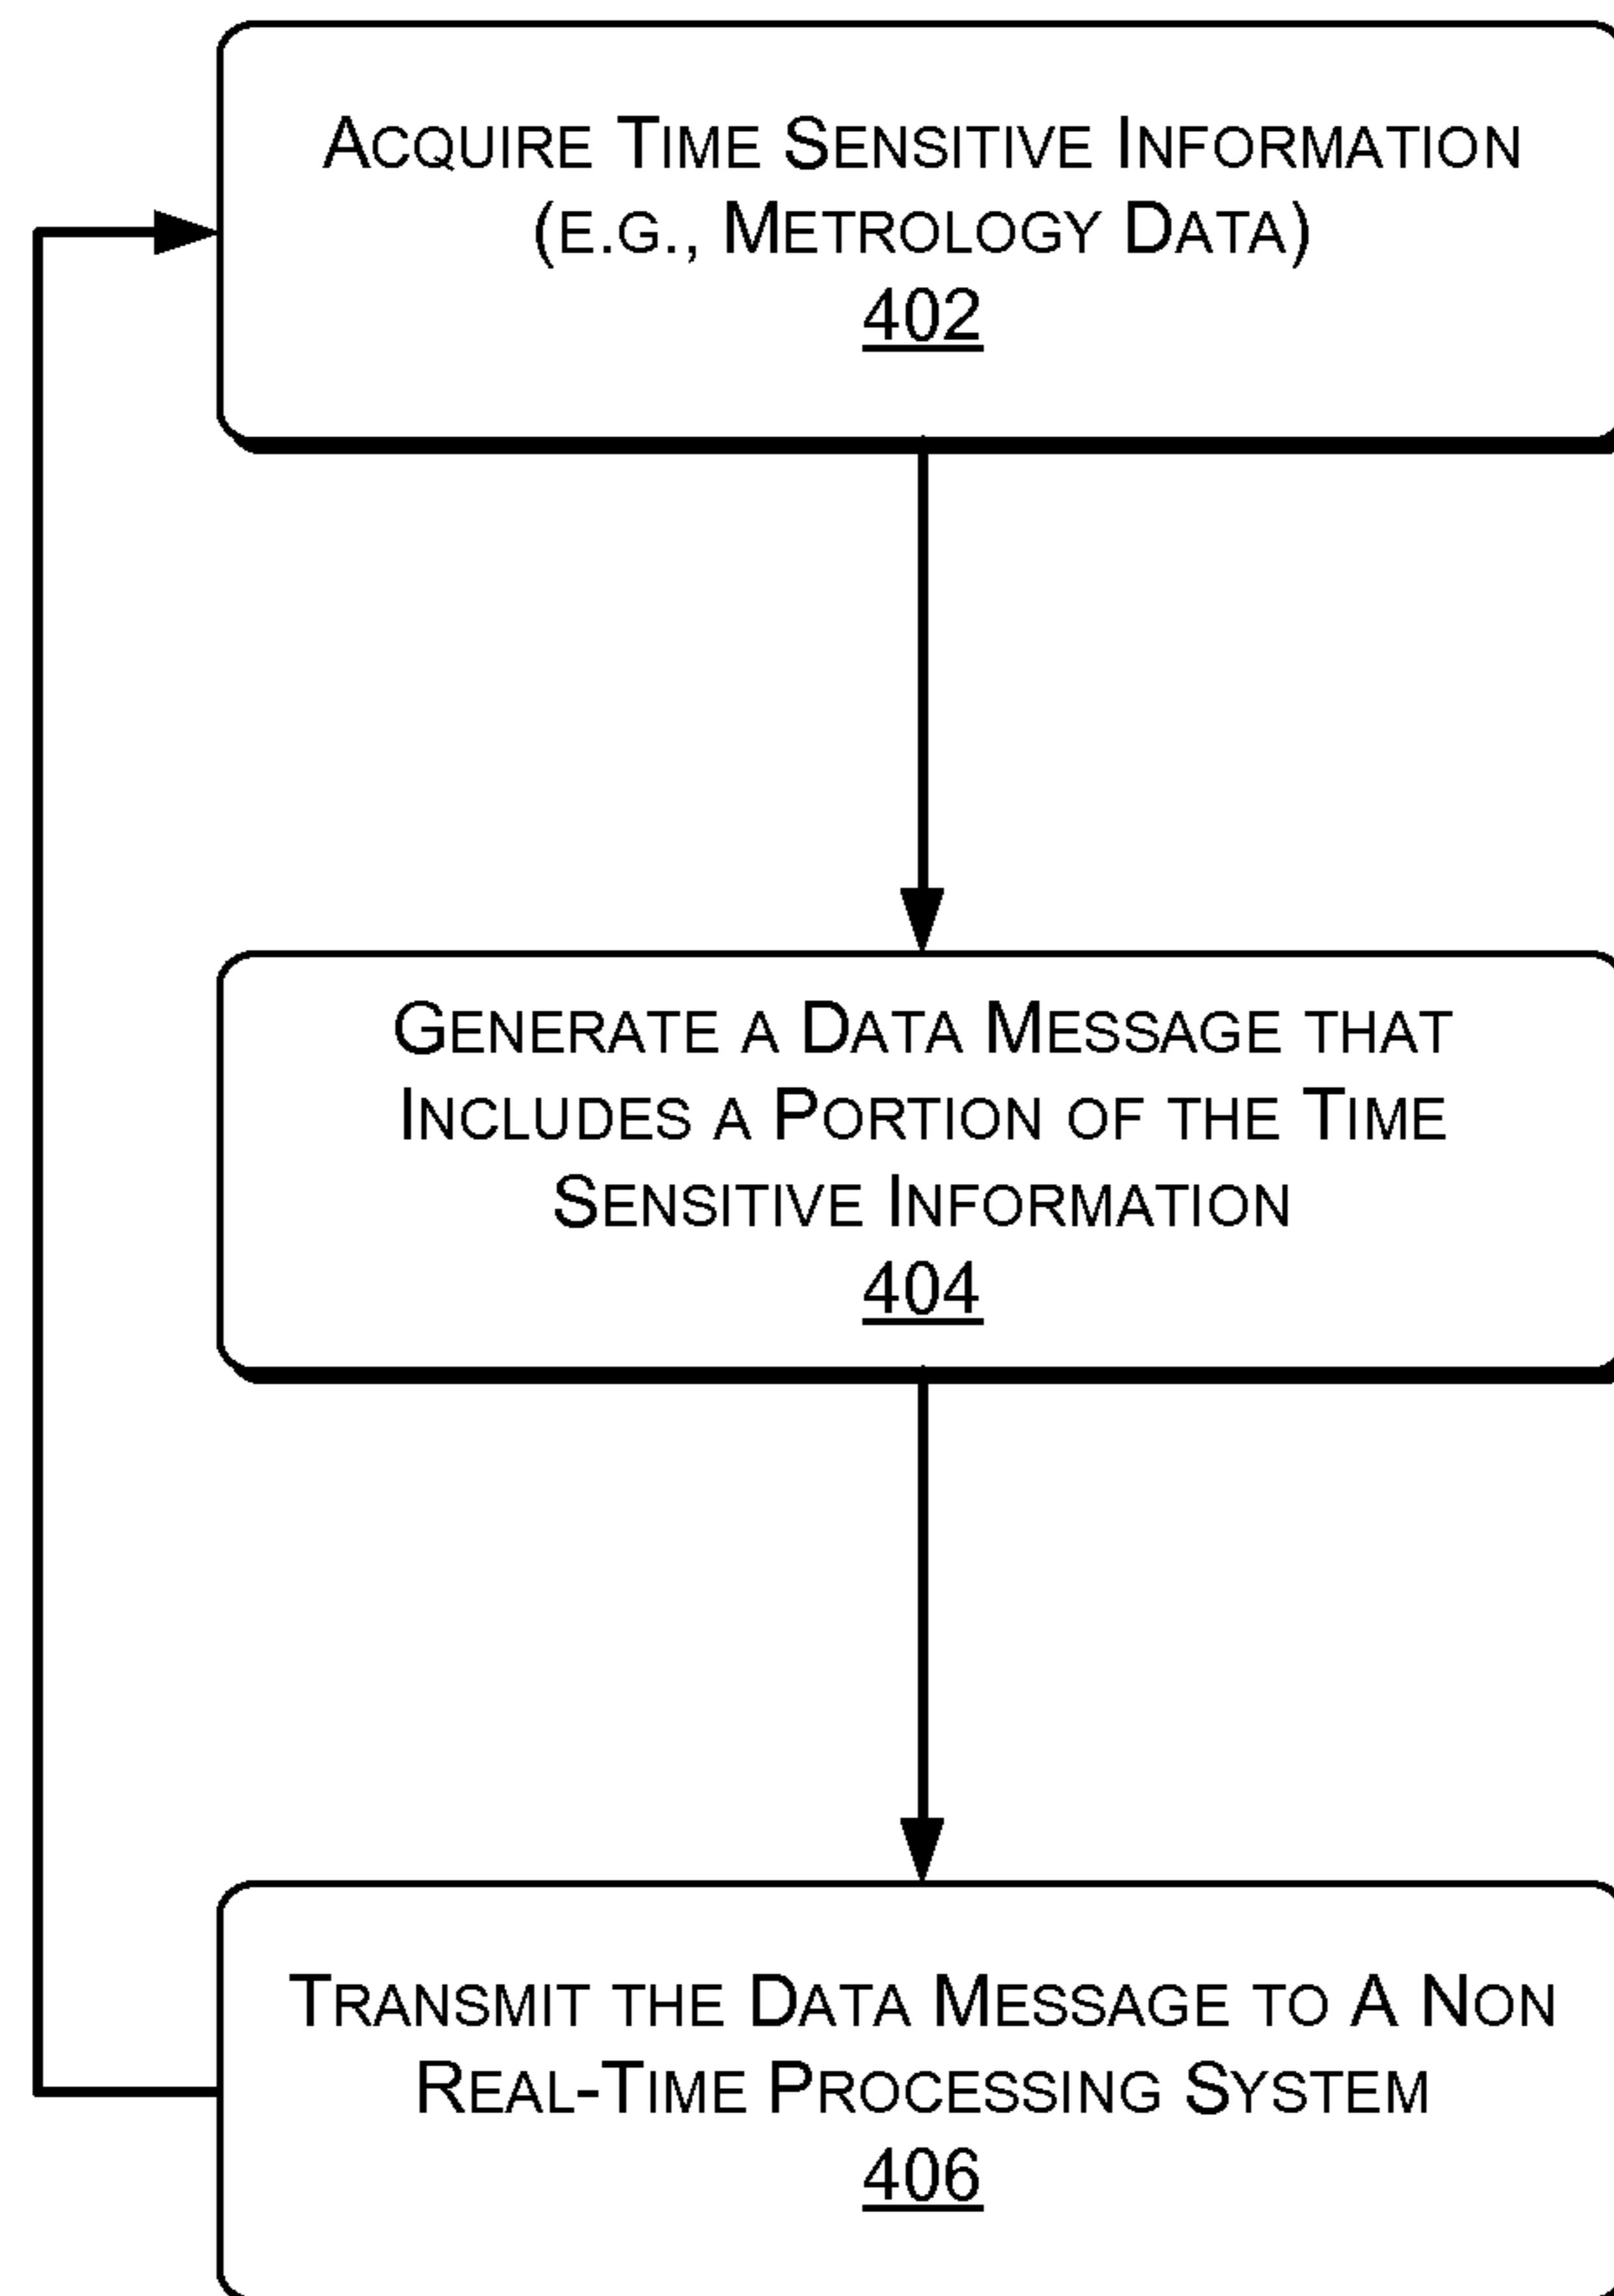 ACQUIRE TIME SENSITIVE INFORMATION
(E.G., METROLOGY DATA)
402
GENERATE A DATA MESSAGE THAT
INCLUDES A PORTION OF THE TIME
SENSITIVE INFORMATION
404
TRANSMIT THE DATA MESSAGE TO A NON
REAL-TIME PROCESSING SYSTEM
406